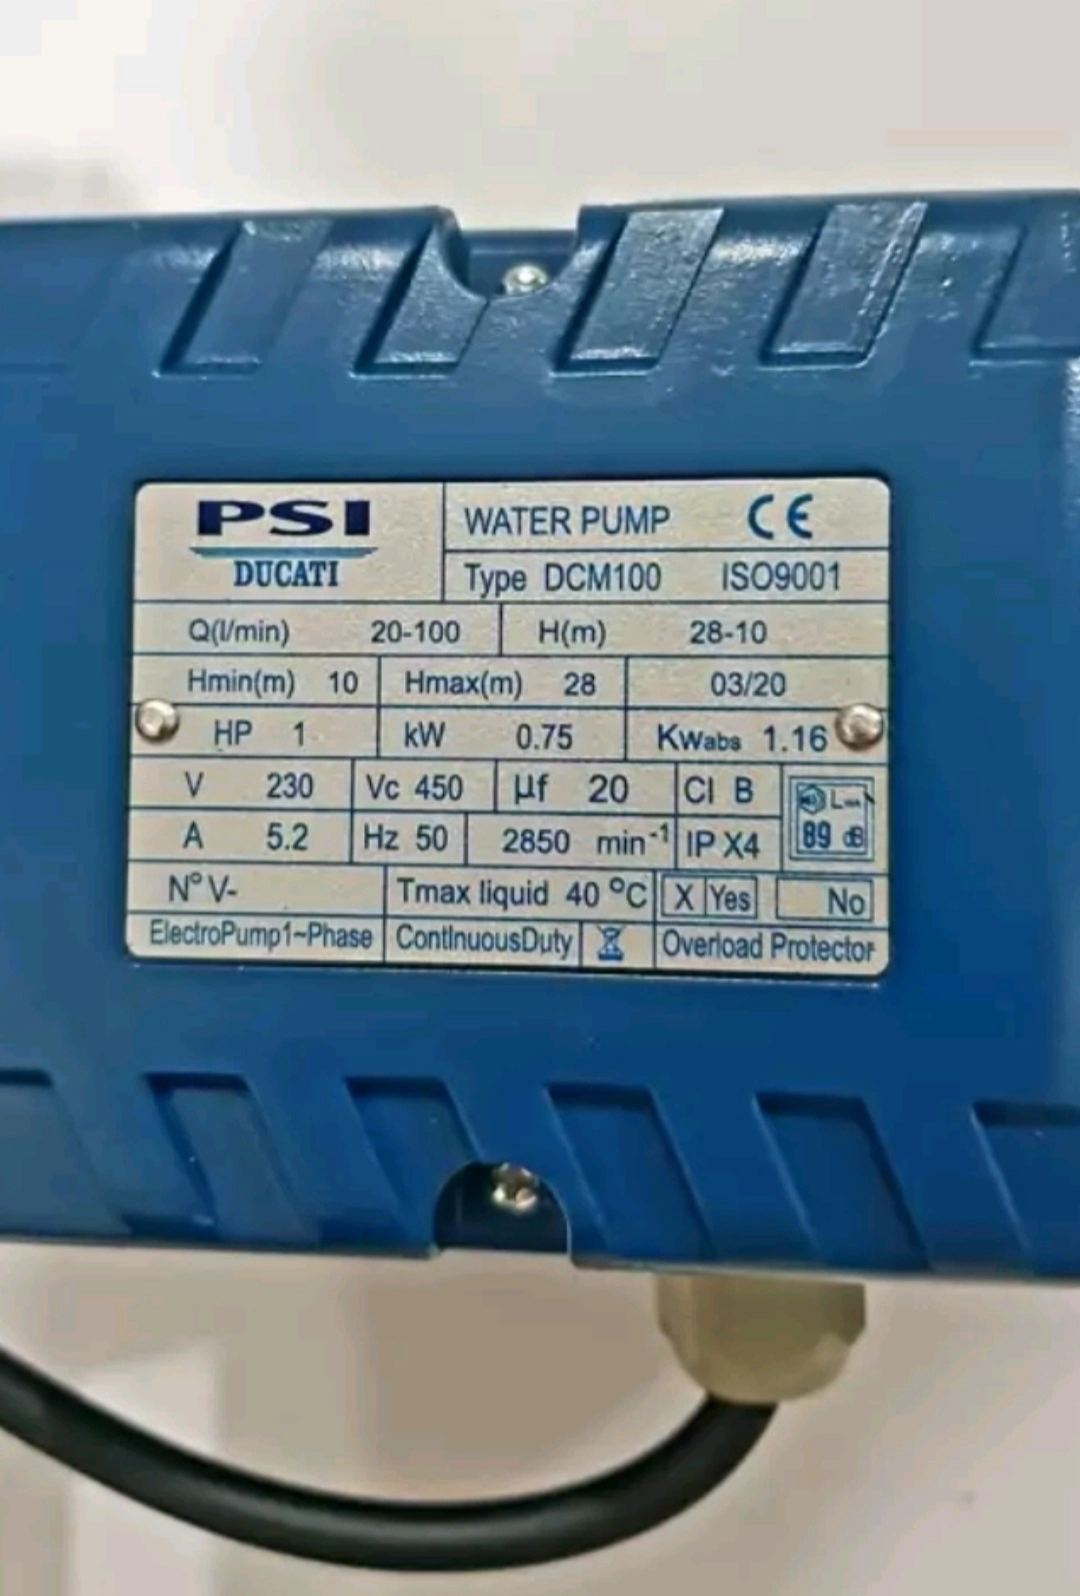 PSI
DUCATI
WATER PUMP CE
Type DCM100 ISO9001
Q(l/min) 20-100 H(m) 28-10
Hmin(m) 10 Hmax(m) 28 03/20
HP 1 kW 0.75 KWabs 1.16
V 230 Vc 450 µf 20 Cl B
A 5.2 Hz 50 2850 min⁻¹ IP X4 89 dB
N° V- Tmax liquid 40 °C X Yes No
ElectroPump1~Phase ContInuousDuty Overload Protector